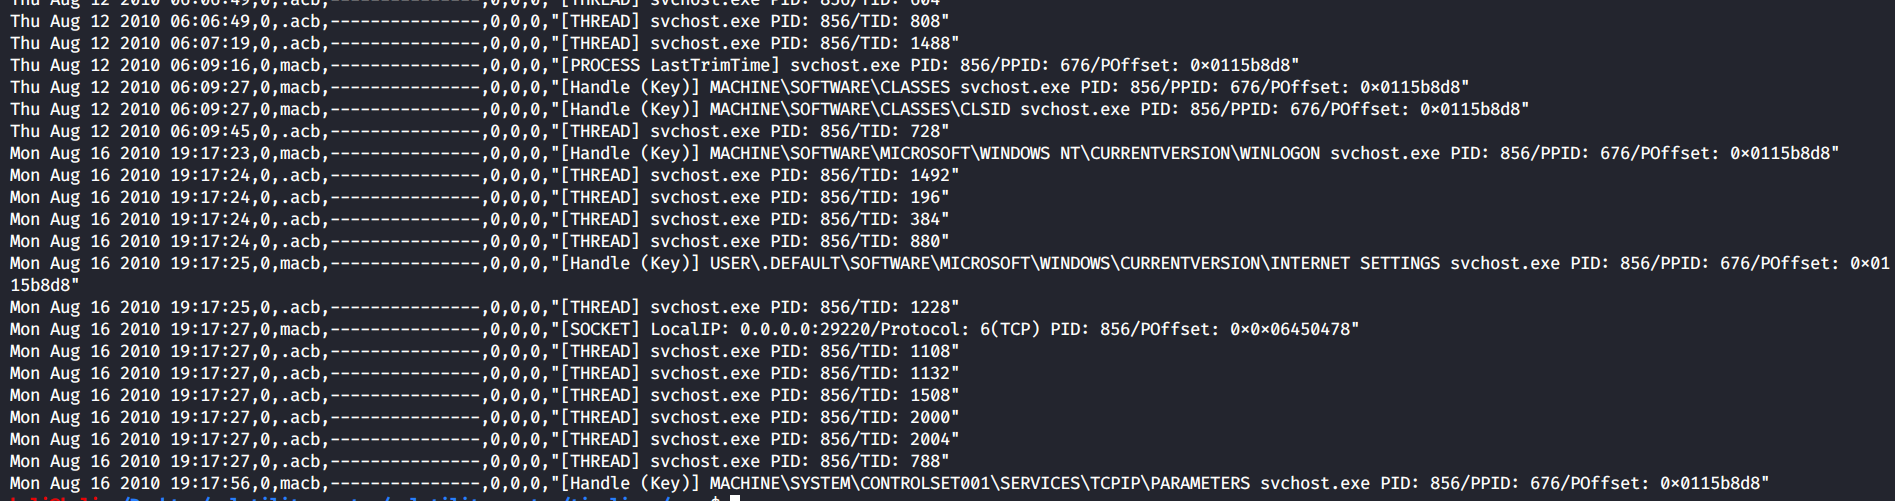 Thu Aug 12 2010 06:06:49,0,.acb,---------------,0,0,0,"[THREAD] svchost.exe PID: 856/TID: 604"
Thu Aug 12 2010 06:06:49,0,.acb,---------------,0,0,0,"[THREAD] svchost.exe PID: 856/TID: 808"
Thu Aug 12 2010 06:07:19,0,.acb,---------------,0,0,0,"[THREAD] svchost.exe PID: 856/TID: 1488"
Thu Aug 12 2010 06:09:16,0,macb,---------------,0,0,0,"[PROCESS LastTrimTime] svchost.exe PID: 856/PPID: 676/POffset: 0×0115b8d8"
Thu Aug 12 2010 06:09:27,0,macb,---------------,0,0,0,"[Handle (Key)] MACHINE\SOFTWARE\CLASSES svchost.exe PID: 856/PPID: 676/POffset: 0×0115b8d8"
Thu Aug 12 2010 06:09:27,0,macb,---------------,0,0,0,"[Handle (Key)] MACHINE\SOFTWARE\CLASSES\CLSID svchost.exe PID: 856/PPID: 676/POffset: 0×0115b8d8"
Thu Aug 12 2010 06:09:45,0,.acb,---------------,0,0,0,"[THREAD] svchost.exe PID: 856/TID: 728"
Mon Aug 16 2010 19:17:23,0,macb,---------------,0,0,0,"[Handle (Key)] MACHINE\SOFTWARE\MICROSOFT\WINDOWS NT\CURRENTVERSION\WINLOGON svchost.exe PID: 856/PPID: 676/POffset: 0×0115b8d8"
Mon Aug 16 2010 19:17:24,0,.acb,---------------,0,0,0,"[THREAD] svchost.exe PID: 856/TID: 1492"
Mon Aug 16 2010 19:17:24,0,.acb,---------------,0,0,0,"[THREAD] svchost.exe PID: 856/TID: 196"
Mon Aug 16 2010 19:17:24,0,.acb,---------------,0,0,0,"[THREAD] svchost.exe PID: 856/TID: 384"
Mon Aug 16 2010 19:17:24,0,.acb,---------------,0,0,0,"[THREAD] svchost.exe PID: 856/TID: 880"
Mon Aug 16 2010 19:17:25,0,macb,---------------,0,0,0,"[Handle (Key)] USER\.DEFAULT\SOFTWARE\MICROSOFT\WINDOWS\CURRENTVERSION\INTERNET SETTINGS svchost.exe PID: 856/PPID: 676/POffset: 0×01
15b8d8"
Mon Aug 16 2010 19:17:25,0,.acb,---------------,0,0,0,"[THREAD] svchost.exe PID: 856/TID: 1228"
Mon Aug 16 2010 19:17:27,0,macb,---------------,0,0,0,"[SOCKET] LocalIP: 0.0.0.0:29220/Protocol: 6(TCP) PID: 856/POffset: 0×0×06450478"
Mon Aug 16 2010 19:17:27,0,.acb,---------------,0,0,0,"[THREAD] svchost.exe PID: 856/TID: 1108"
Mon Aug 16 2010 19:17:27,0,.acb,---------------,0,0,0,"[THREAD] svchost.exe PID: 856/TID: 1132"
Mon Aug 16 2010 19:17:27,0,.acb,---------------,0,0,0,"[THREAD] svchost.exe PID: 856/TID: 1508"
Mon Aug 16 2010 19:17:27,0,.acb,---------------,0,0,0,"[THREAD] svchost.exe PID: 856/TID: 2000"
Mon Aug 16 2010 19:17:27,0,.acb,---------------,0,0,0,"[THREAD] svchost.exe PID: 856/TID: 2004"
Mon Aug 16 2010 19:17:27,0,.acb,---------------,0,0,0,"[THREAD] svchost.exe PID: 856/TID: 788"
Mon Aug 16 2010 19:17:56,0,macb,---------------,0,0,0,"[Handle (Key)] MACHINE\SYSTEM\CONTROLSET001\SERVICES\TCPIP\PARAMETERS svchost.exe PID: 856/PPID: 676/POffset: 0×0115b8d8"